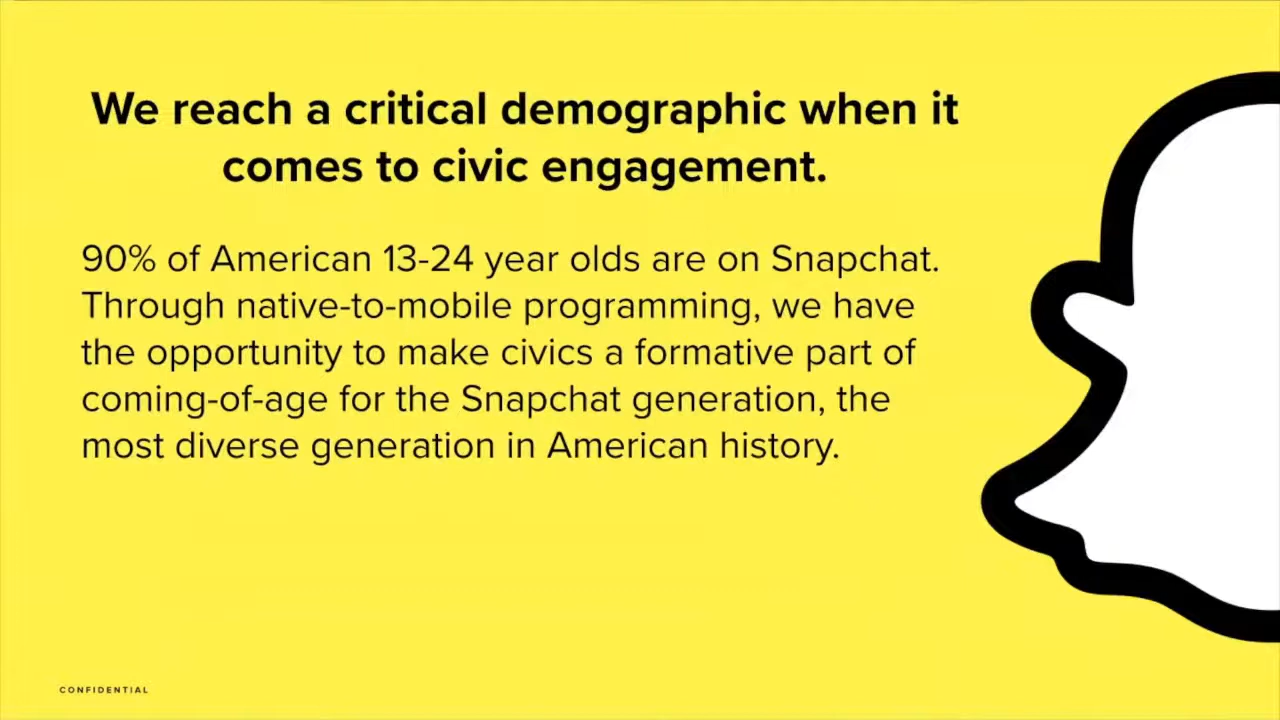 We reach a critical demographic when it
comes to civic engagement.
90% of American 13-24 year olds are on Snapchat.
Through native-to-mobile programming, we have
the opportunity to make civics a formative part of
coming-of-age for the Snapchat generation, the
most diverse generation in American history.
CONFIDENTIAL